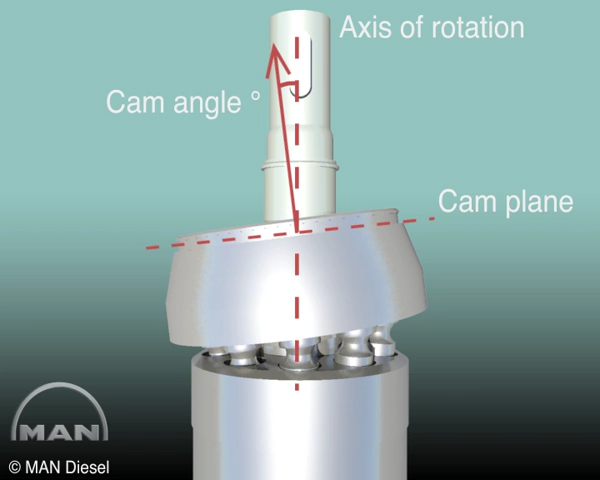 Axis of rotation
Cam angle °
Cam plane
MAN
© MAN Diesel